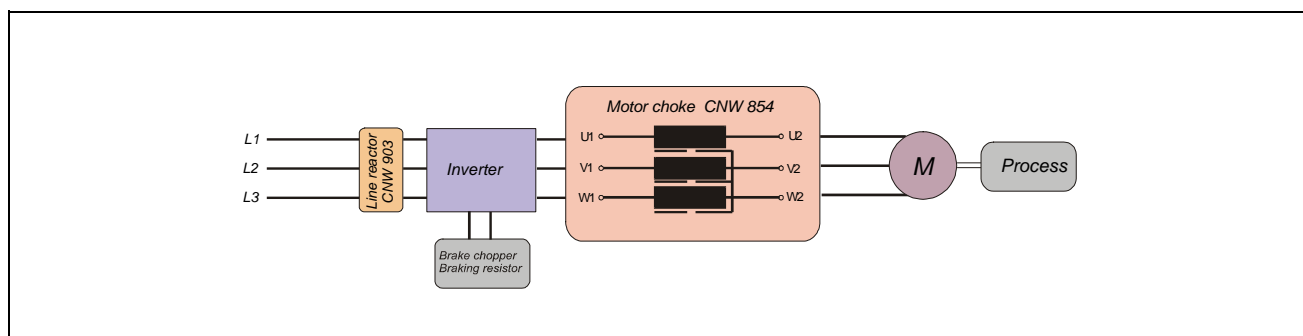 Motor choke CNW 854
L1
L2
L3
Line reactor
CNW 903
Inverter
Brake chopper
Braking resistor
U1
U2
V1
V2
W1
W2
M
Process